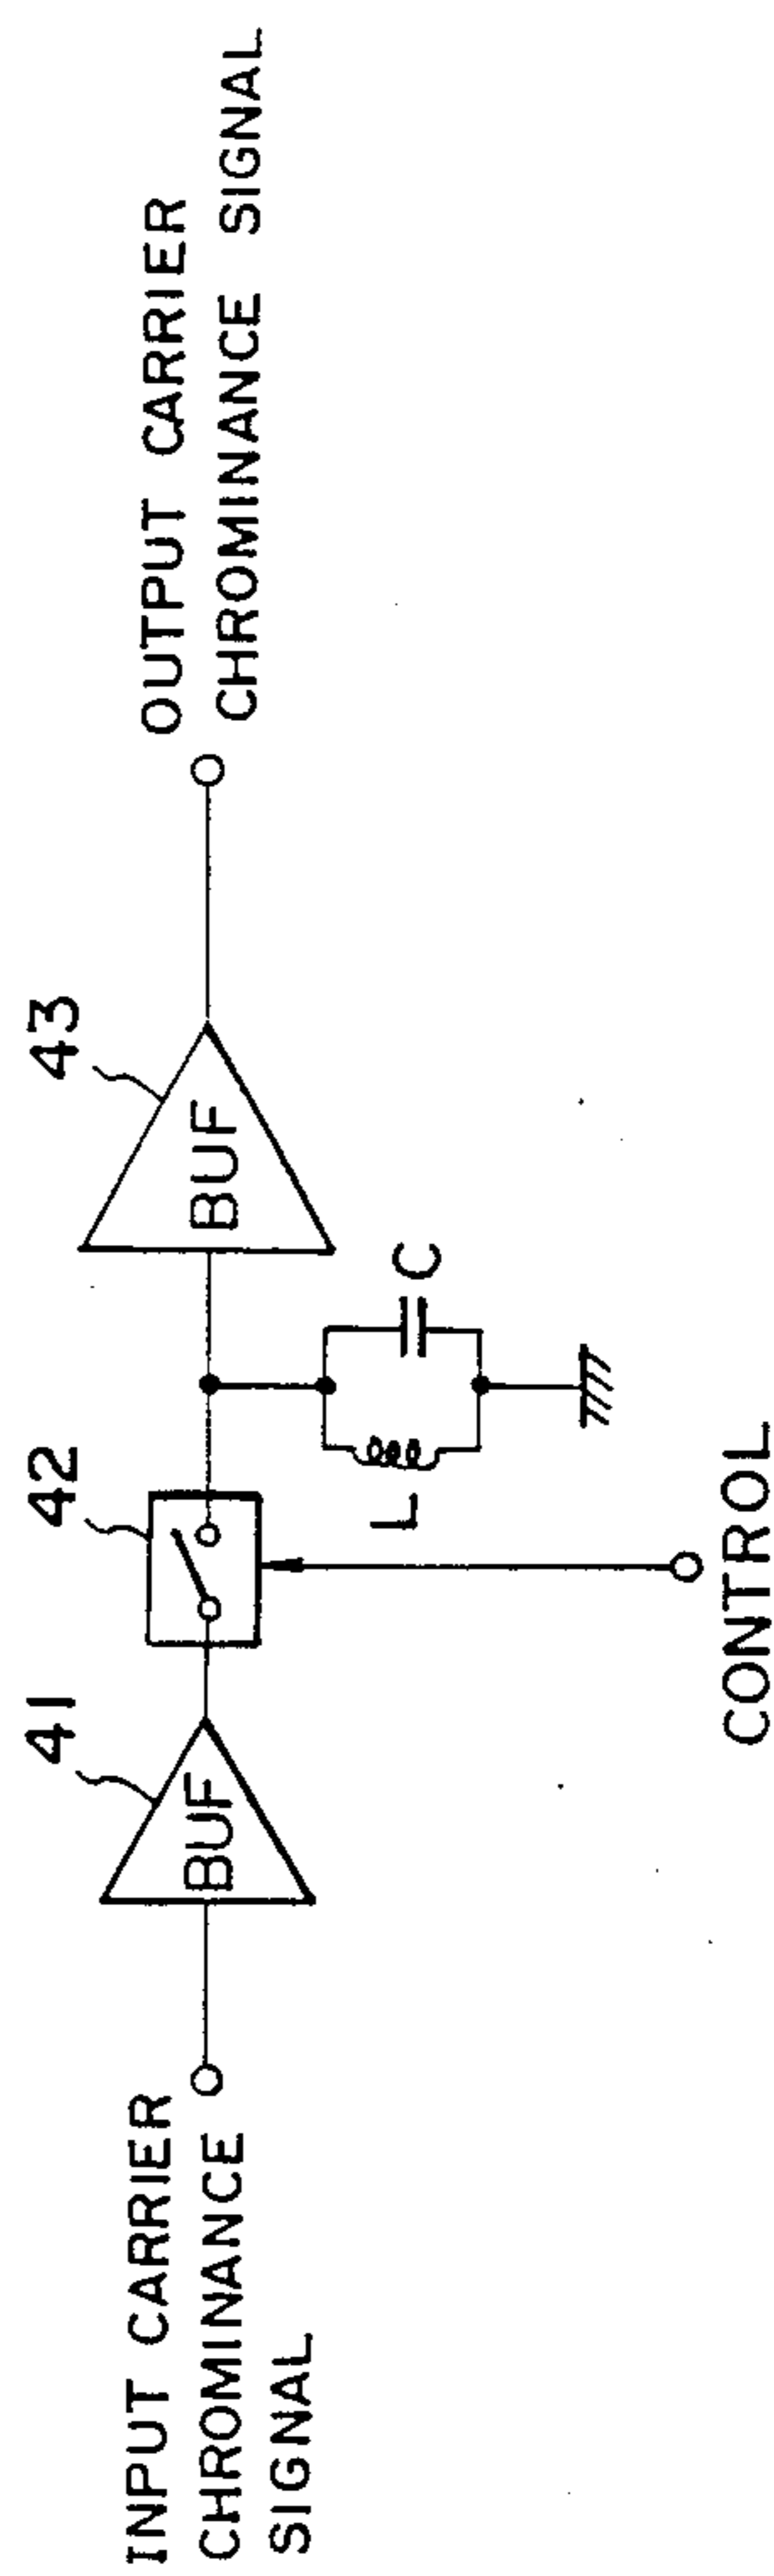 INPUT CARRIER
CHROMINANCE
SIGNAL
41
BUF
42
CONTROL
L
C
43
BUF
OUTPUT CARRIER
CHROMINANCE SIGNAL